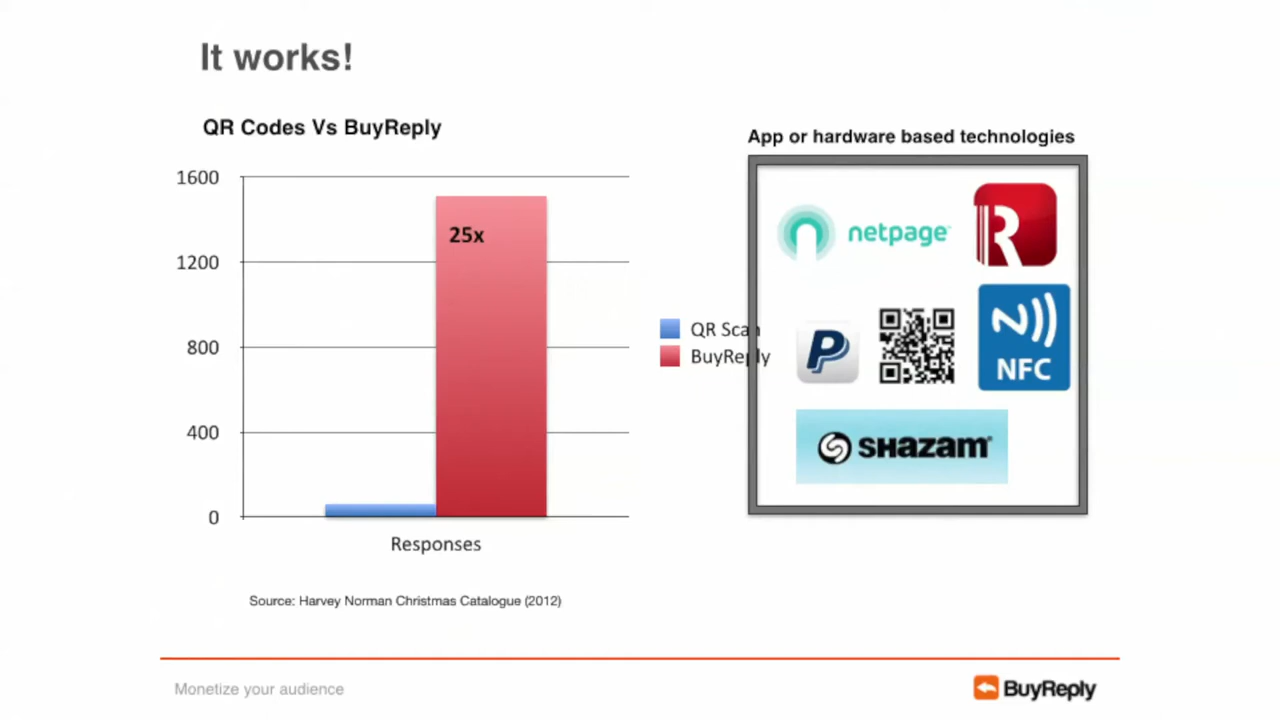 It works!
QR Codes Vs BuyReply
1600
1200
800
400
0
25x
Responses
QR Scan
BuyReply
Source: Harvey Norman Christmas Catalogue (2012)
App or hardware based technologies
netpage
R
P
NFC
SHAZAM
Monetize your audience
BuyReply